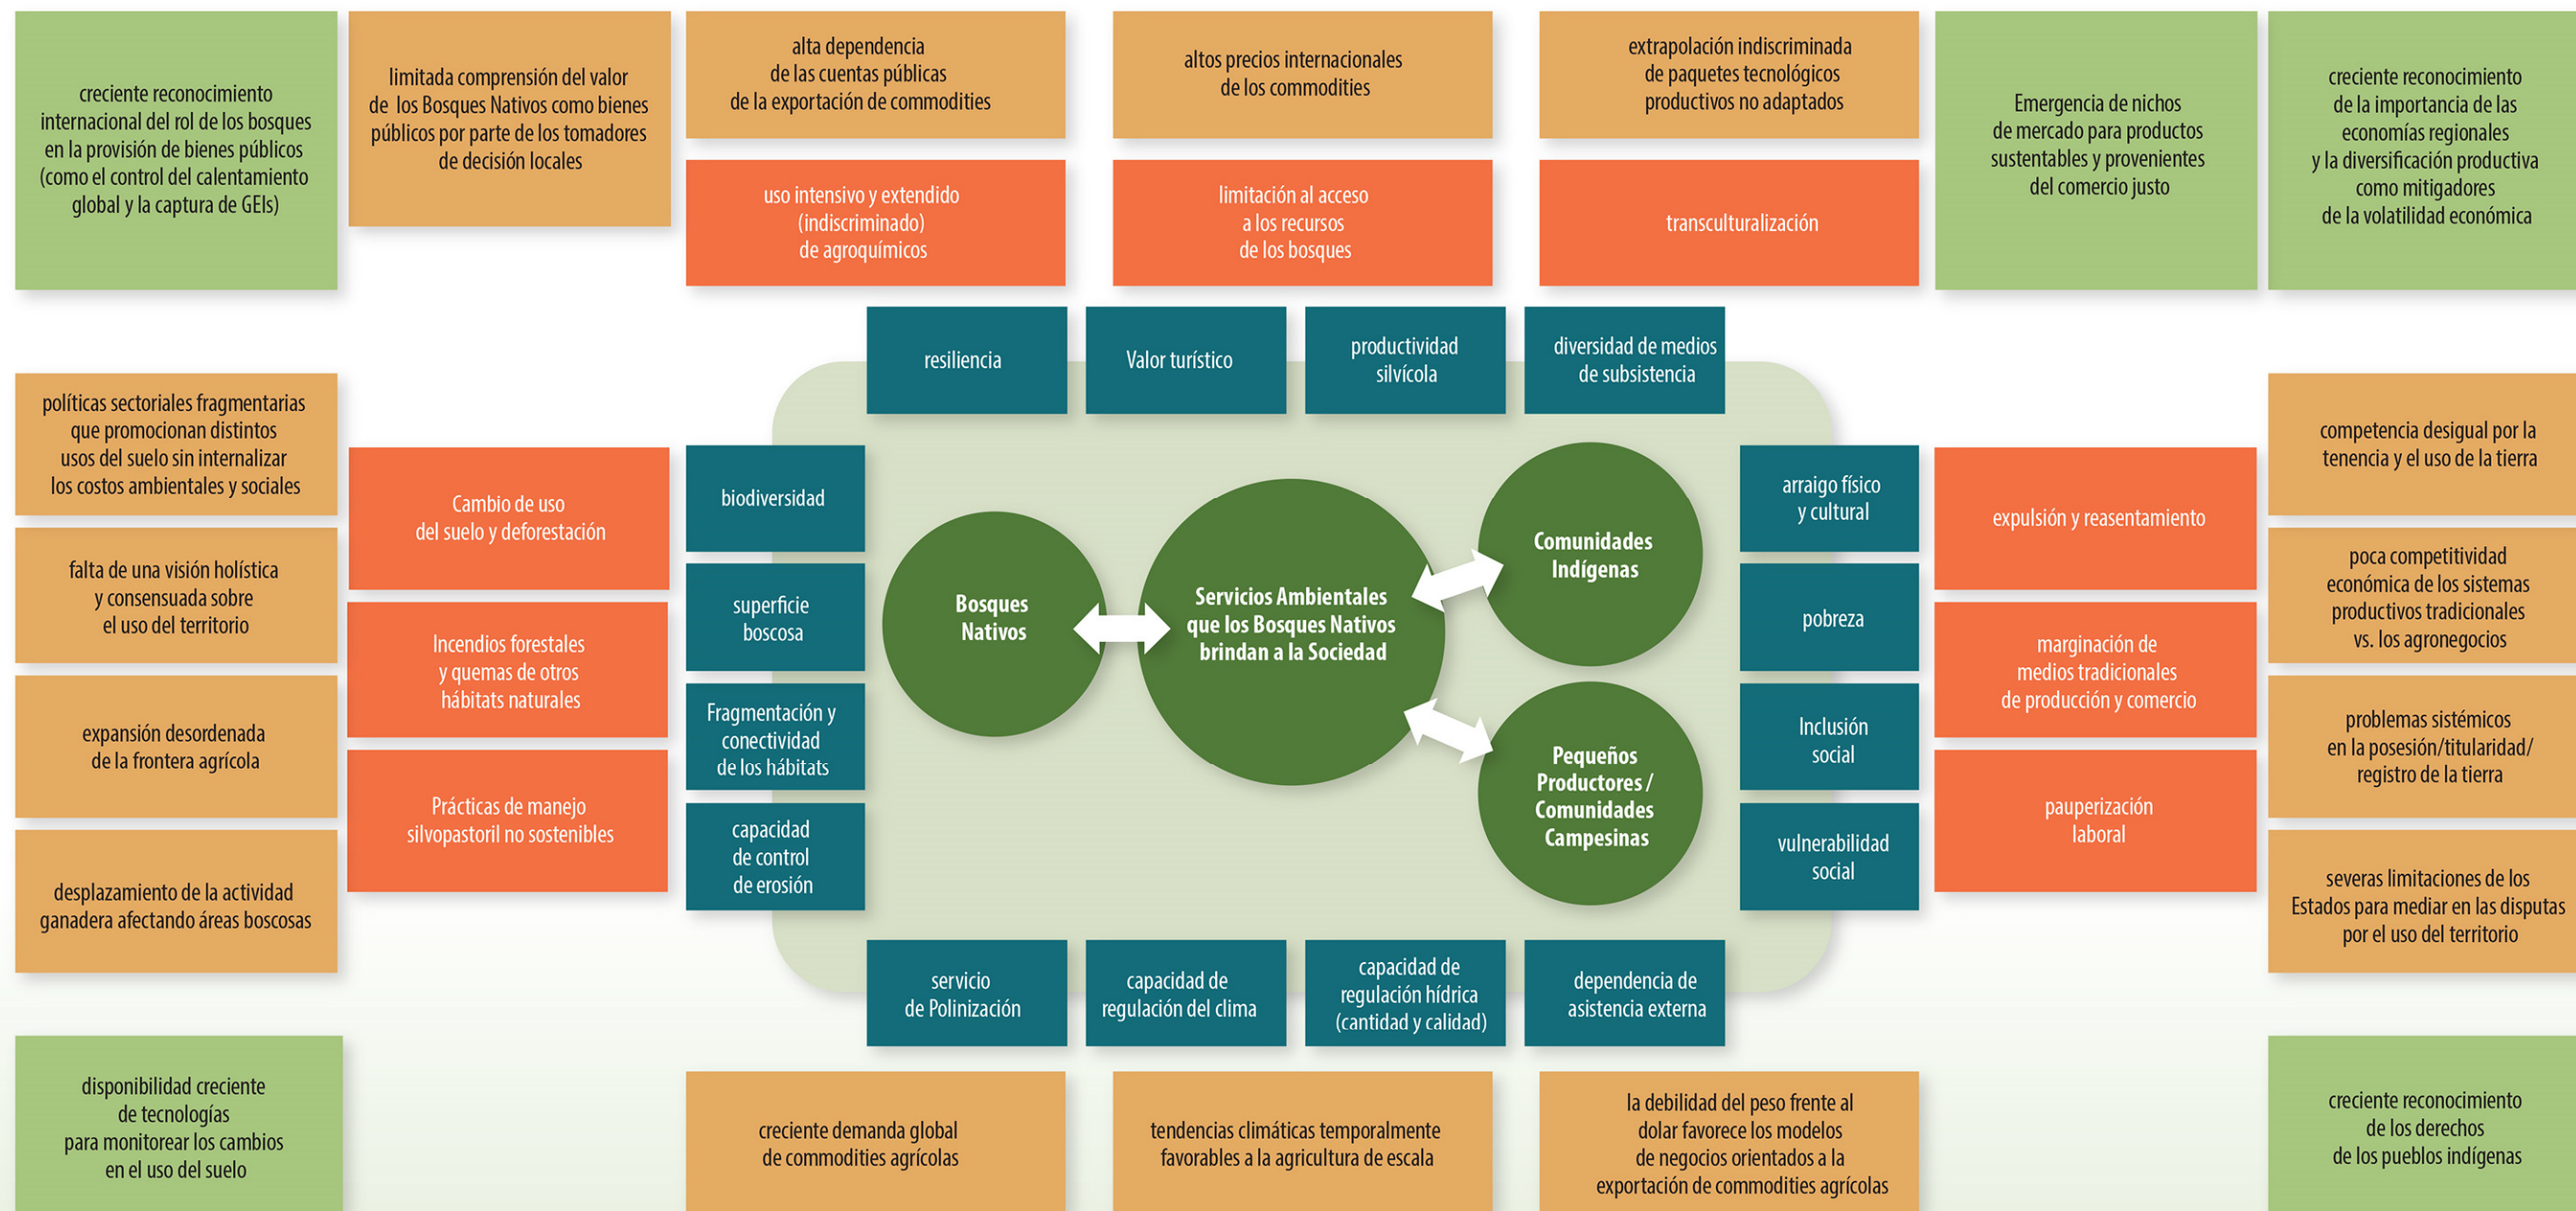 creciente reconocimiento
internacional del rol de los bosques
en la provisión de bienes públicos
(como el control del calentamiento
global y la captura de GEIs)
limitada comprensión del valor
de los Bosques Nativos como bienes
públicos por parte de los tomadores
de decisión locales
alta dependencia
de las cuentas públicas
de la exportación de commodities
altos precios internacionales
de los commodities
extrapolación indiscriminada
de paquetes tecnológicos
productivos no adaptados
Emergencia de nichos
de mercado para productos
sustentables y provenientes
del comercio justo
creciente reconocimiento
de la importancia de las
economías regionales
y la diversificación productiva
como mitigadores
de la volatilidad económica
uso intensivo y extendido
(indiscriminado)
de agroquímicos
limitación al acceso
a los recursos
de los bosques
transculturalización
resiliencia
Valor turístico
productividad
silvícola
diversidad de medios
de subsistencia
políticas sectoriales fragmentarias
que promocionan distintos
usos del suelo sin internalizar
los costos ambientales y sociales
falta de una visión holística
y consensuada sobre
el uso del territorio
expansión desordenada
de la frontera agrícola
desplazamiento de la actividad
ganadera afectando áreas boscosas
Cambio de uso
del suelo y deforestación
Incendios forestales
y quemas de otros
hábitats naturales
Prácticas de manejo
silvopastoril no sostenibles
biodiversidad
superficie
boscosa
Fragmentación y
conectividad
de los hábitats
capacidad
de control
de erosión
Bosques
Nativos
Servicios Ambientales
que los Bosques Nativos
brindan a la Sociedad
Comunidades
Indígenas
Pequeños
Productores /
Comunidades
Campesinas
arraigo físico
y cultural
pobreza
Inclusión
social
vulnerabilidad
social
expulsión y reasentamiento
marginación de
medios tradicionales
de producción y comercio
pauperización
laboral
competencia desigual por la
tenencia y el uso de la tierra
poca competitividad
económica de los sistemas
productivos tradicionales
vs. los agronegocios
problemas sistémicos
en la posesión/titularidad/
registro de la tierra
severas limitaciones de los
Estados para mediar en las disputas
por el uso del territorio
servicio
de Polinización
capacidad de
regulación del clima
capacidad de
regulación hídrica
(cantidad y calidad)
dependencia de
asistencia externa
disponibilidad creciente
de tecnologías
para monitorear los cambios
en el uso del suelo
creciente demanda global
de commodities agrícolas
tendencias climáticas temporalmente
favorables a la agricultura de escala
la debilidad del peso frente al
dolar favorece los modelos
de negocios orientados a la
exportación de commodities agrícolas
creciente reconocimiento
de los derechos
de los pueblos indígenas